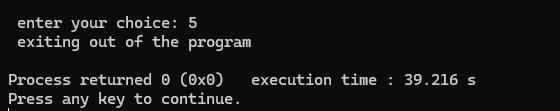 enter your choice: 5
exiting out of the program
Process returned 0 (0x0)   execution time : 39.216 s
Press any key to continue.